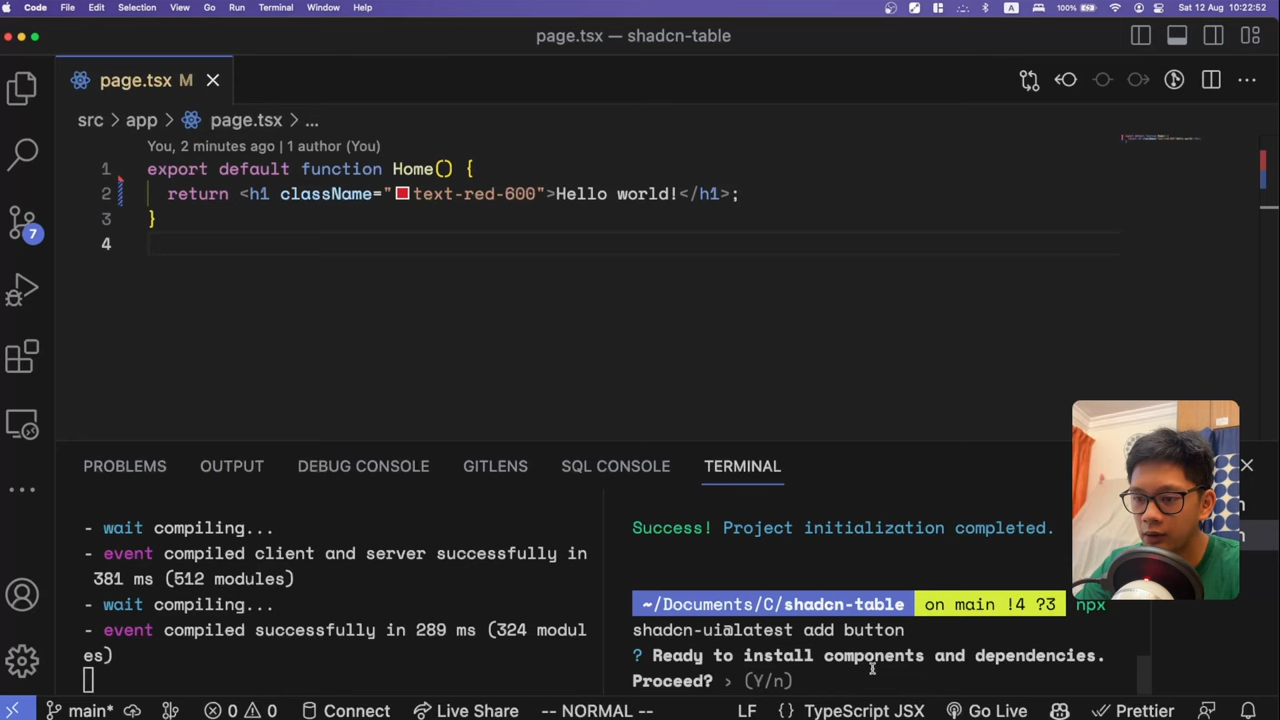 Code File Edit Selection View Go Run Terminal Window Help 100% Sat 12 Aug 10:22:52
page.tsx — shadcn-table
page.tsx M
src > app > page.tsx > ...
You, 2 minutes ago | 1 author (You)
1 export default function Home() {
2 return <h1 className="text-red-600">Hello world!</h1>;
3 }
4
7
PROBLEMS OUTPUT DEBUG CONSOLE GITLENS SQL CONSOLE TERMINAL
- wait compiling...
- event compiled client and server successfully in
381 ms (512 modules)
- wait compiling...
- event compiled successfully in 289 ms (324 modul
es)
Success! Project initialization completed.
~/Documents/C/shadcn-table on main !4 ?3 npx
shadcn-ui@latest add button
? Ready to install components and dependencies.
Proceed? › (Y/n)
main* 0 0 Connect Live Share -- NORMAL -- LF {} TypeScript JSX Go Live Prettier